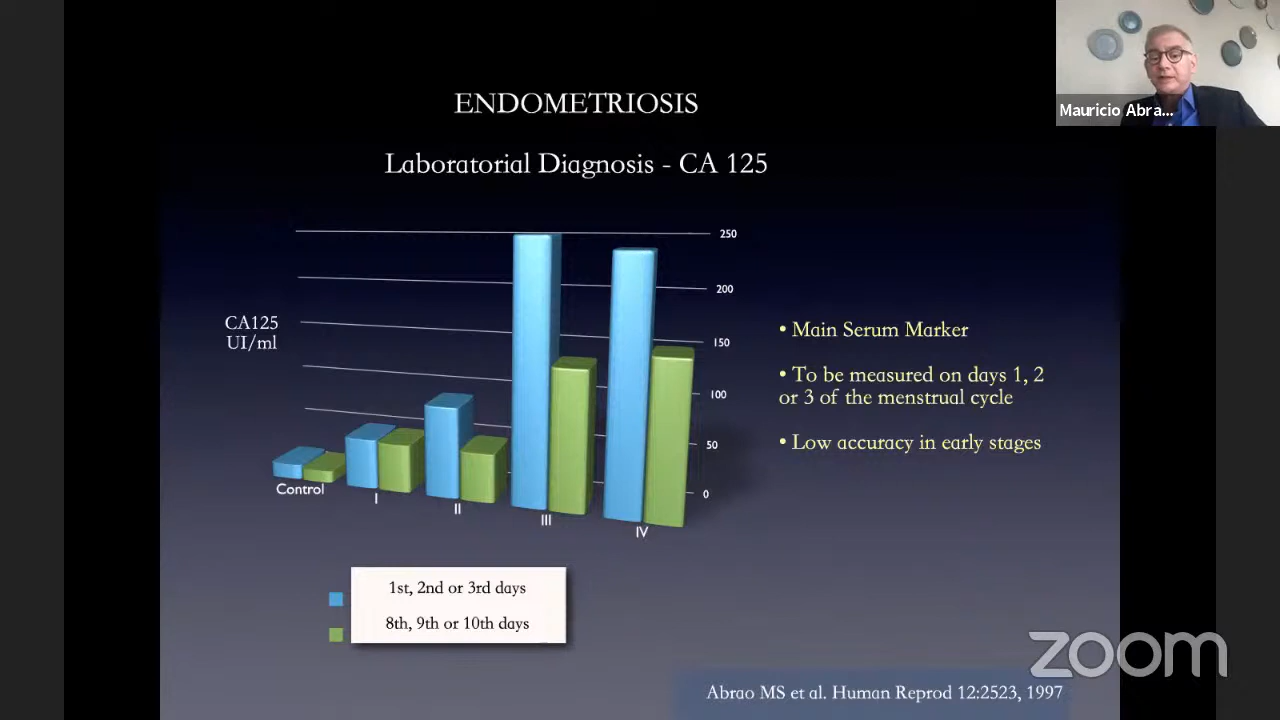 Mauricio Abra...
ENDOMETRIOSIS
Laboratorial Diagnosis - CA 125
CA125
UI/ml
250
200
150
100
50
0
Control
I
II
III
IV
• Main Serum Marker
• To be measured on days 1, 2
or 3 of the menstrual cycle
• Low accuracy in early stages
1st, 2nd or 3rd days
8th, 9th or 10th days
zoom
Abrao MS et al. Human Reprod 12:2523, 1997